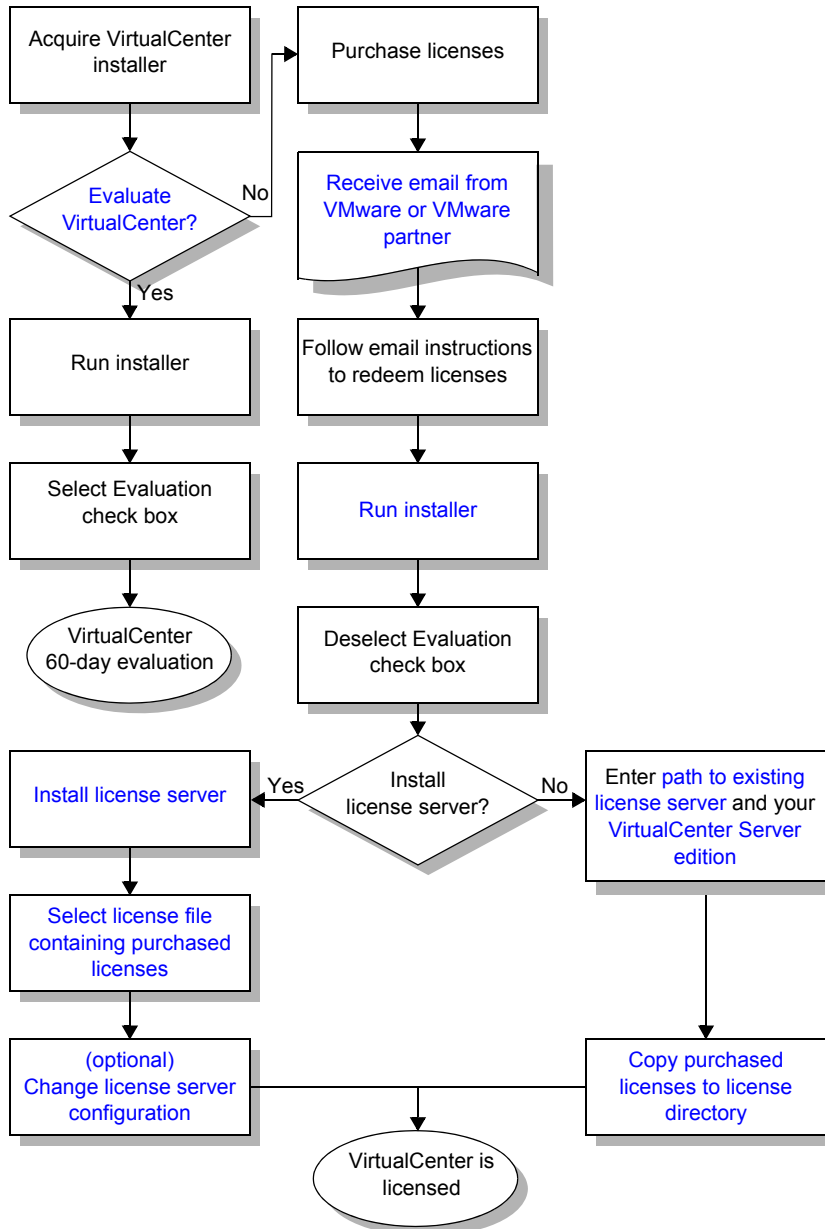 Acquire VirtualCenter
installer
Evaluate
VirtualCenter?
No
Yes
Run installer
Select Evaluation
check box
VirtualCenter
60-day evaluation
Purchase licenses
Receive email from
VMware or VMware
partner
Follow email instructions
to redeem licenses
Run installer
Deselect Evaluation
check box
Install
license server?
Yes
No
Install license server
Select license file
containing purchased
licenses
(optional)
Change license server
configuration
Enter path to existing
license server and your
VirtualCenter Server
edition
Copy purchased
licenses to license
directory
VirtualCenter is
licensed